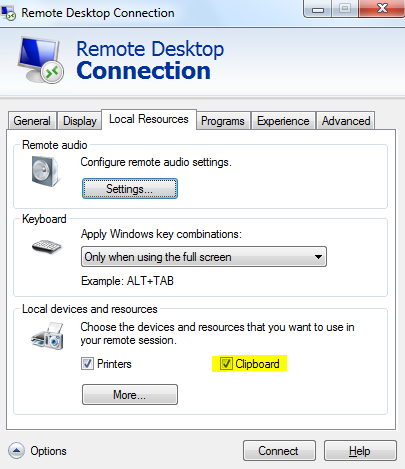 Remote Desktop Connection
Remote Desktop
Connection
General Display Local Resources Programs Experience Advanced
Remote audio
Configure remote audio settings.
Settings...
Keyboard
Apply Windows key combinations:
Only when using the full screen
Example: ALT+TAB
Local devices and resources
Choose the devices and resources that you want to use in
your remote session.
Printers Clipboard
More...
Options Connect Help